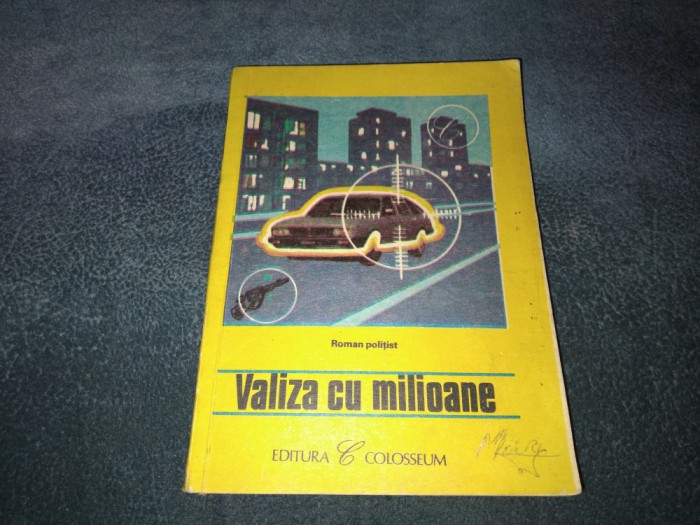 Roman polițist
Valiza cu milioane
EDITURA C COLOSSEUM